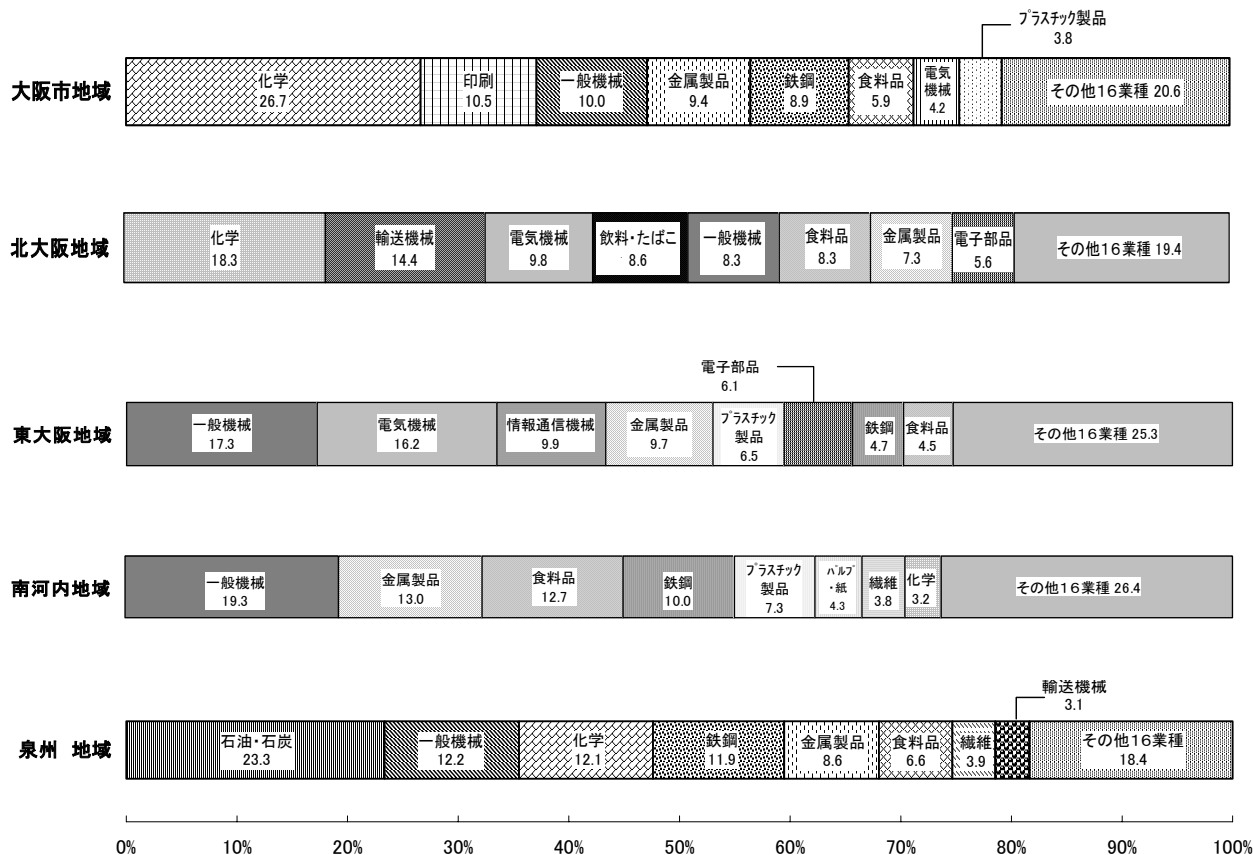 プラスチック製品
3.8
大阪市地域
化学
26.7
印刷
10.5
一般機械
10.0
金属製品
9.4
鉄鋼
8.9
食料品
5.9
電気
機械
4.2
その他16業種 20.6
北大阪地域
化学
18.3
輸送機械
14.4
電気機械
9.8
飲料・たばこ
8.6
一般機械
8.3
食料品
8.3
金属製品
7.3
電子部品
5.6
その他16業種 19.4
電子部品
6.1
東大阪地域
一般機械
17.3
電気機械
16.2
情報通信機械
9.9
金属製品
9.7
プラスチック
製品
6.5
鉄鋼
4.7
食料品
4.5
その他16業種 25.3
南河内地域
一般機械
19.3
金属製品
13.0
食料品
12.7
鉄鋼
10.0
プラスチック
製品
7.3
パルプ
・紙
4.3
繊維
3.8
化学
3.2
その他16業種 26.4
輸送機械
3.1
泉州 地域
石油・石炭
23.3
一般機械
12.2
化学
12.1
鉄鋼
11.9
金属製品
8.6
食料品
6.6
繊維
3.9
その他16業種
18.4
0% 10% 20% 30% 40% 50% 60% 70% 80% 90% 100%